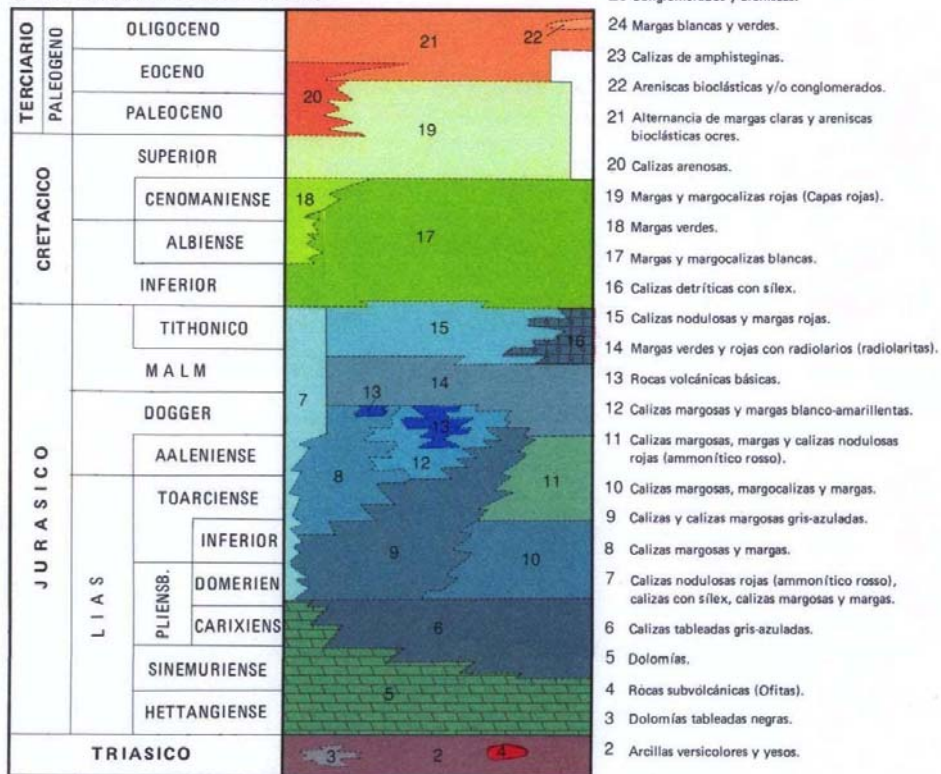 TERCIARIO
PALEOGENO
OLIGOCENO
EOCENO
PALEOCENO
CRETACICO
SUPERIOR
CENOMANIENSE
ALBIENSE
INFERIOR
JURASICO
TITHONICO
MALM
DOGGER
AALENIENSE
LIAS
TOARCIENSE
INFERIOR
PLIENSB.
DOMERIEN
CARIXIENS
SINEMURIENSE
HETTANGIENSE
TRIASICO
21
22
20
19
18
17
15
16
14
7
13
13
12
8
11
9
10
6
5
3
2
4
24 Margas blancas y verdes.
23 Calizas de amphisteginas.
22 Areniscas bioclásticas y/o conglomerados.
21 Alternancia de margas claras y areniscas
bioclásticas ocres.
20 Calizas arenosas.
19 Margas y margocalizas rojas (Capas rojas).
18 Margas verdes.
17 Margas y margocalizas blancas.
16 Calizas detríticas con sílex.
15 Calizas nodulosas y margas rojas.
14 Margas verdes y rojas con radiolarios (radiolaritas).
13 Rocas volcánicas básicas.
12 Calizas margosas y margas blanco-amarillentas.
11 Calizas margosas, margas y calizas nodulosas
rojas (ammonítico rosso).
10 Calizas margosas, margocalizas y margas.
9 Calizas y calizas margosas gris-azuladas.
8 Calizas margosas y margas.
7 Calizas nodulosas rojas (ammonítico rosso),
calizas con sílex, calizas margosas y margas.
6 Calizas tableadas gris-azuladas.
5 Dolomías.
4 Rocas subvolcánicas (Ofitas).
3 Dolomías tableadas negras.
2 Arcillas versicolores y yesos.